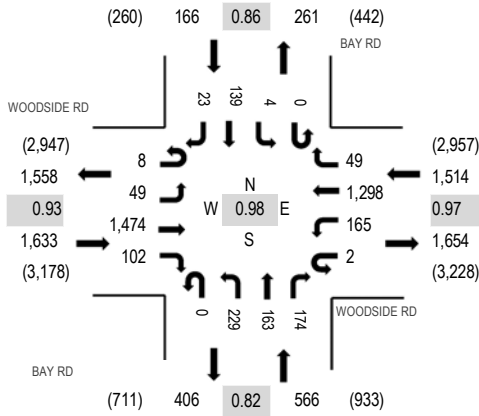 (260) 166 0.86 261 (442)
BAY RD
23 139 4 0
WOODSIDE RD
(2,947) (2,957)
8 49
1,558 1,514
49 N 1,298
0.93 W 0.98 E 0.97
1,474 S 165
1,633 1,654
102 2
(3,178) (3,228)
0 229 163 174
WOODSIDE RD
BAY RD
(711) 406 0.82 566 (933)